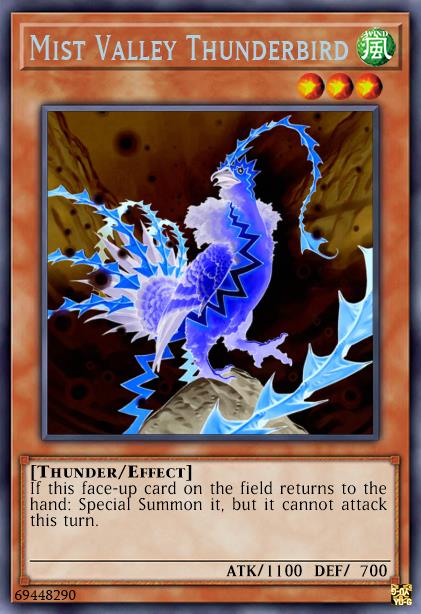 MIST VALLEY THUNDERBIRD
WIND
風
[THUNDER/EFFECT]
If this face-up card on the field returns to the
hand: Special Summon it, but it cannot attack
this turn.
ATK/1100 DEF/ 700
69448290